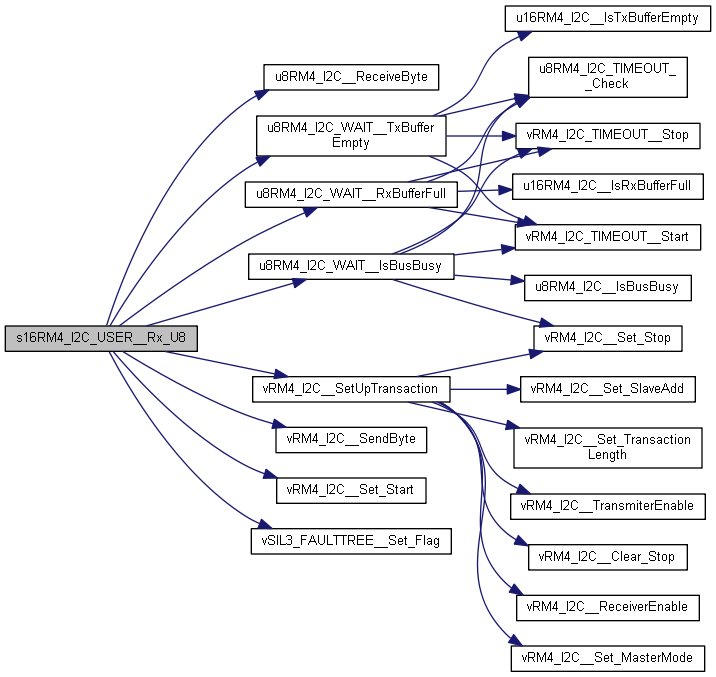 s16RM4_I2C_USER__Rx_U8
u8RM4_I2C__ReceiveByte
u8RM4_I2C_WAIT__TxBuffer
Empty
u8RM4_I2C_WAIT__RxBufferFull
u8RM4_I2C_WAIT__IsBusBusy
vRM4_I2C__SetUpTransaction
vRM4_I2C__SendByte
vRM4_I2C__Set_Start
vSIL3_FAULTTREE__Set_Flag
u16RM4_I2C__IsTxBufferEmpty
u8RM4_I2C_TIMEOUT_
_Check
vRM4_I2C_TIMEOUT__Stop
u16RM4_I2C__IsRxBufferFull
vRM4_I2C_TIMEOUT__Start
u8RM4_I2C__IsBusBusy
vRM4_I2C__Set_Stop
vRM4_I2C__Set_SlaveAdd
vRM4_I2C__Set_Transaction
Length
vRM4_I2C__TransmiterEnable
vRM4_I2C__Clear_Stop
vRM4_I2C__ReceiverEnable
vRM4_I2C__Set_MasterMode